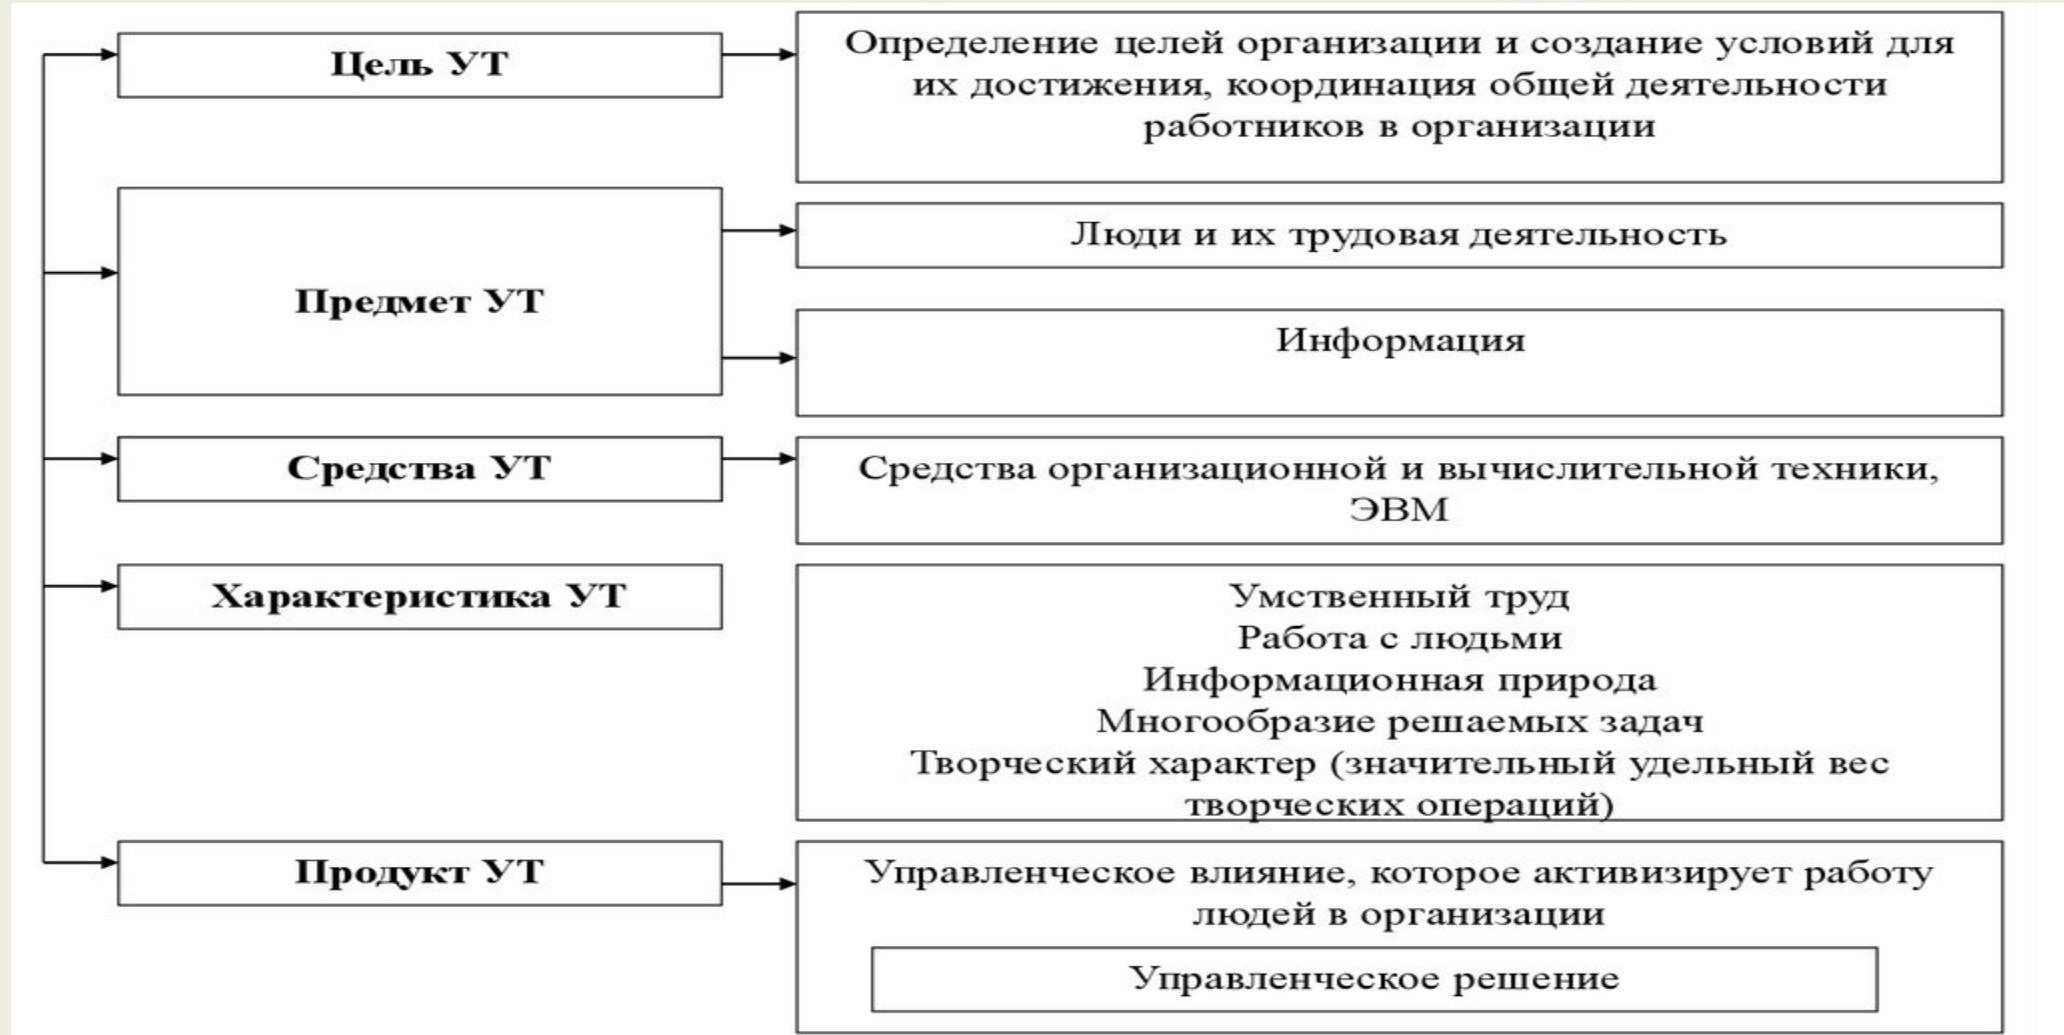 Цель УТ
Определение целей организации и создание условий для
их достижения, координация общей деятельности
работников в организации
Предмет УТ
Люди и их трудовая деятельность
Информация
Средства УТ
Средства организационной и вычислительной техники,
ЭВМ
Характеристика УТ
Умственный труд
Работа с людьми
Информационная природа
Многообразие решаемых задач
Творческий характер (значительный удельный вес
творческих операций)
Продукт УТ
Управленческое влияние, которое активизирует работу
людей в организации
Управленческое решение